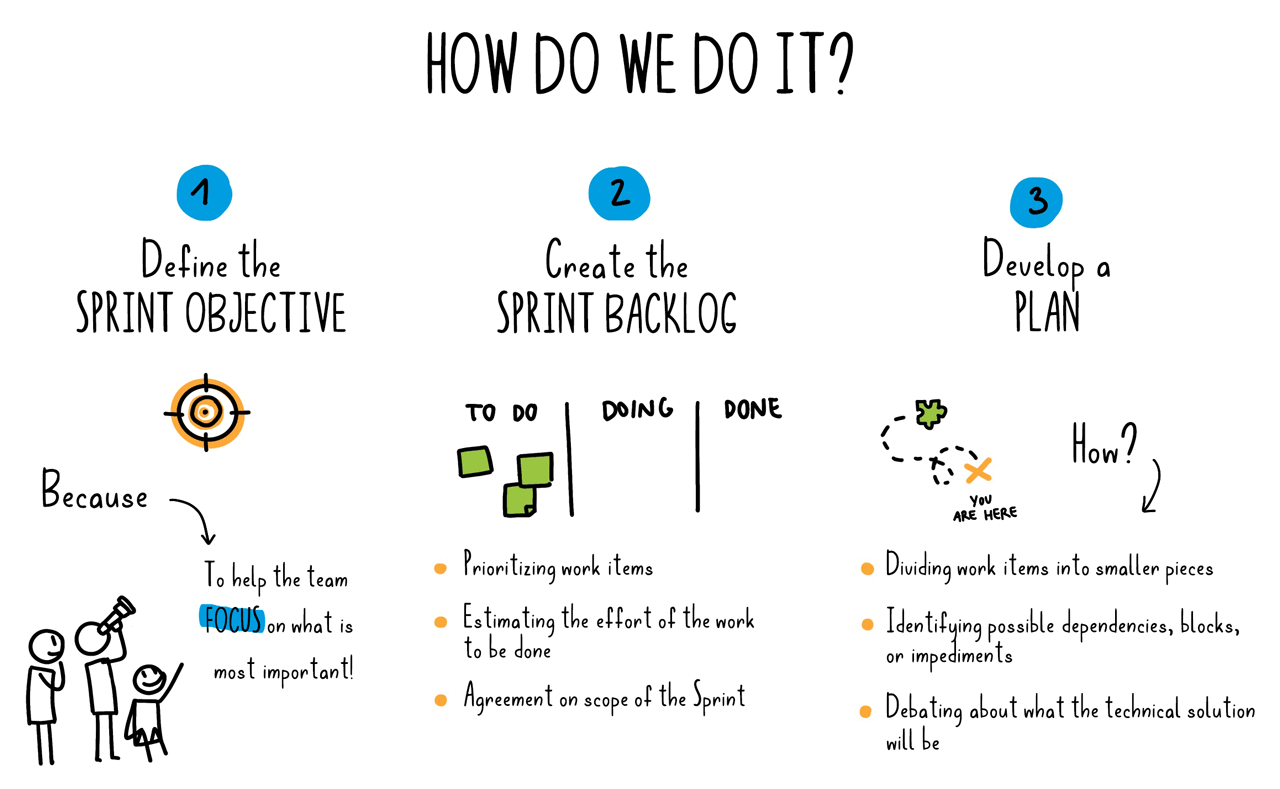 HOW DO WE DO IT?
1
Define the
SPRINT OBJECTIVE
Because
To help the team
FOCUS on what is
most important!
2
Create the
SPRINT BACKLOG
TO DO
DOING
DONE
Prioritizing work items
Estimating the effort of the work
to be done
Agreement on scope of the Sprint
3
Develop a
PLAN
YOU
ARE HERE
How?
Dividing work items into smaller pieces
Identifying possible dependencies, blocks,
or impediments
Debating about what the technical solution
will be